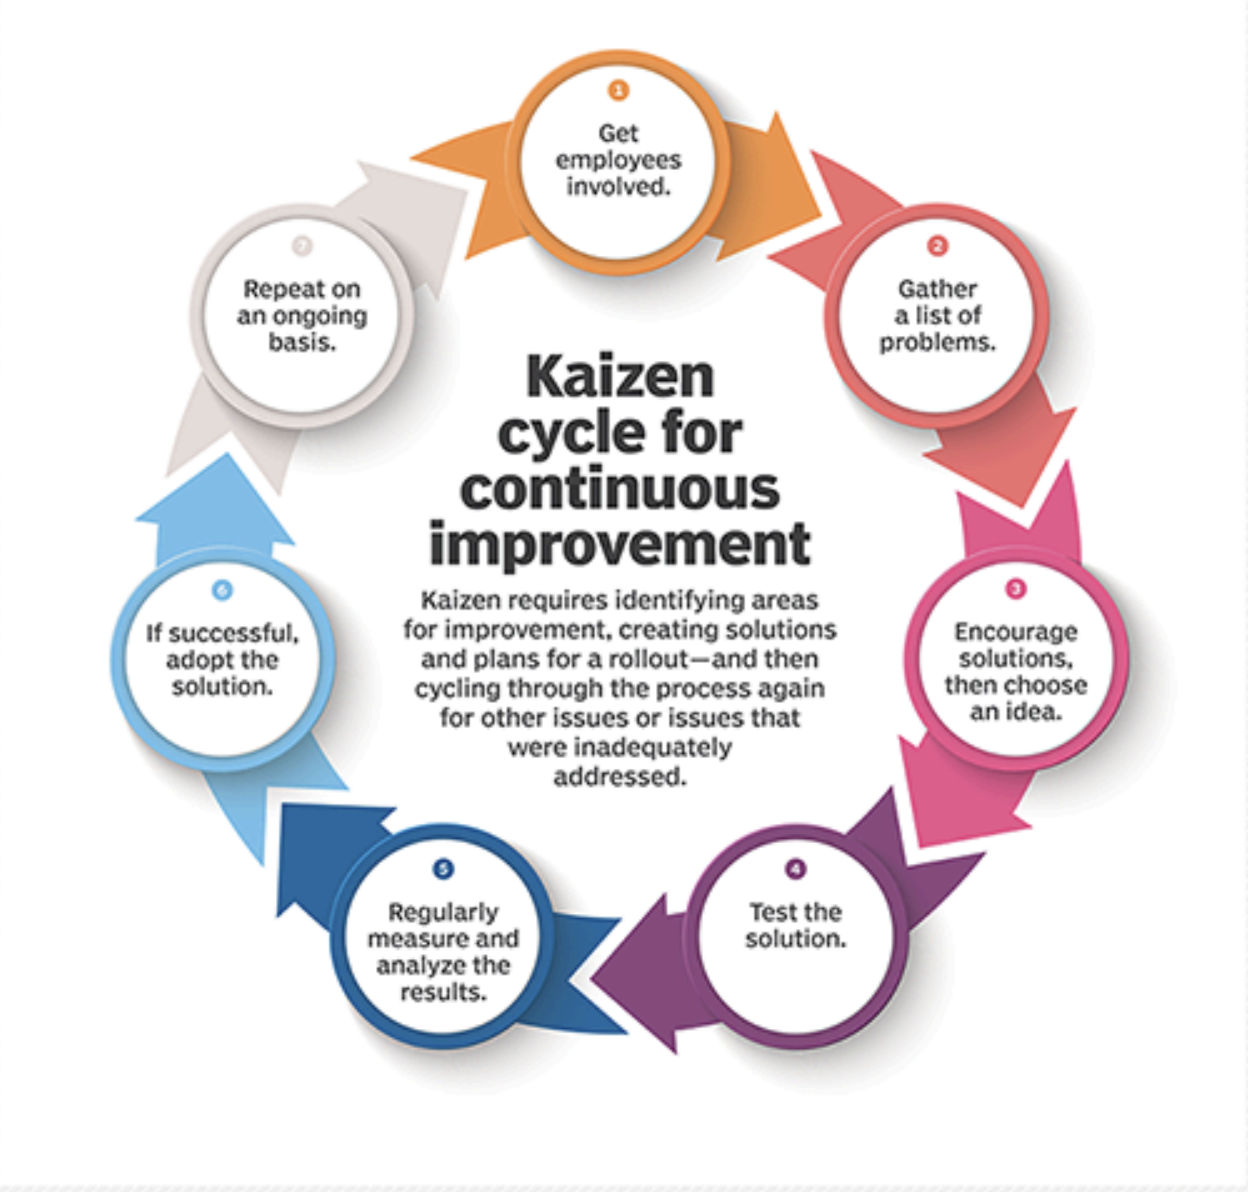 Kaizen
cycle for
continuous
improvement
Kaizen requires identifying areas
for improvement, creating solutions
and plans for a rollout—and then
cycling through the process again
for other issues or issues that
were inadequately
addressed.
1
Get
employees
involved.
2
Gather
a list of
problems.
3
Encourage
solutions,
then choose
an idea.
4
Test the
solution.
5
Regularly
measure and
analyze the
results.
6
If successful,
adopt the
solution.
7
Repeat on
an ongoing
basis.